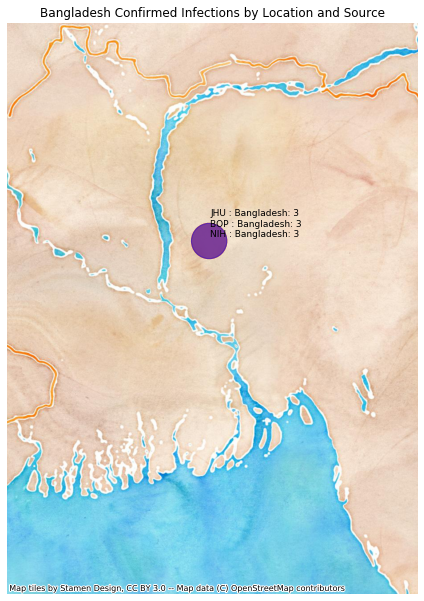 Bangladesh Confirmed Infections by Location and Source
JHU : Bangladesh: 3
BOP : Bangladesh: 3
NIH : Bangladesh: 3
Map tiles by Stamen Design, CC BY 3.0 -- Map data (C) OpenStreetMap contributors